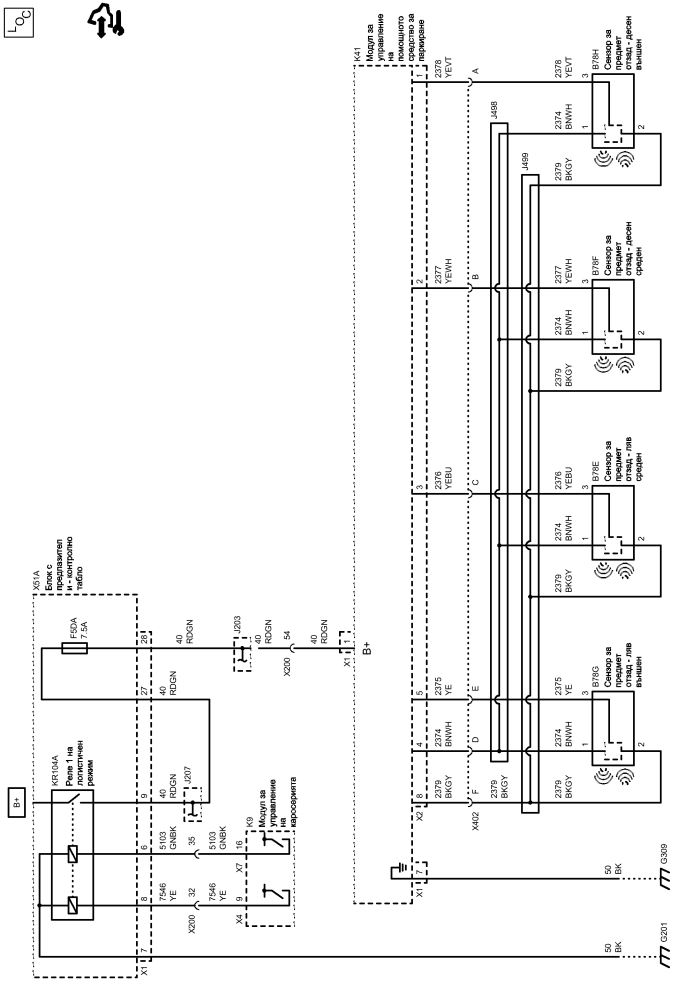 LOC
B+
KR104A
Реле 1 на
логистичен
режим
X51A
Блок с
предпазител
и - контролно
табло
F5DA
7.5A
X1
7
8
6
9
27
28
7546
YE
5103
GNBK
40
RDGN
40
RDGN
40
RDGN
J207
J203
X200
32
35
7546
YE
5103
GNBK
40
RDGN
X200
54
40
RDGN
X4
9
X7
16
K9
Модул за
управление
на
каросерията
X1
1
B+
K41
Модул за
управление
на
помощното
средство за
паркиране
X1
7
X2
8
4
5
3
2
1
2379
BKGY
2374
BNWH
2375
YE
2376
YEBU
2377
YEWH
2378
YEVT
X402
F
D
E
C
B
A
2379
BKGY
J498
J499
2379
BKGY
2374
BNWH
2375
YE
2379
BKGY
2374
BNWH
2376
YEBU
2379
BKGY
2374
BNWH
2377
YEWH
2379
BKGY
2374
BNWH
2378
YEVT
1
3
2
B78G
Сензор за
предмет
отзад - ляв
външен
1
3
2
B78E
Сензор за
предмет
отзад - ляв
среден
1
3
2
B78F
Сензор за
предмет
отзад - десен
среден
1
3
2
B78H
Сензор за
предмет
отзад - десен
външен
50
BK
50
BK
G201
G309